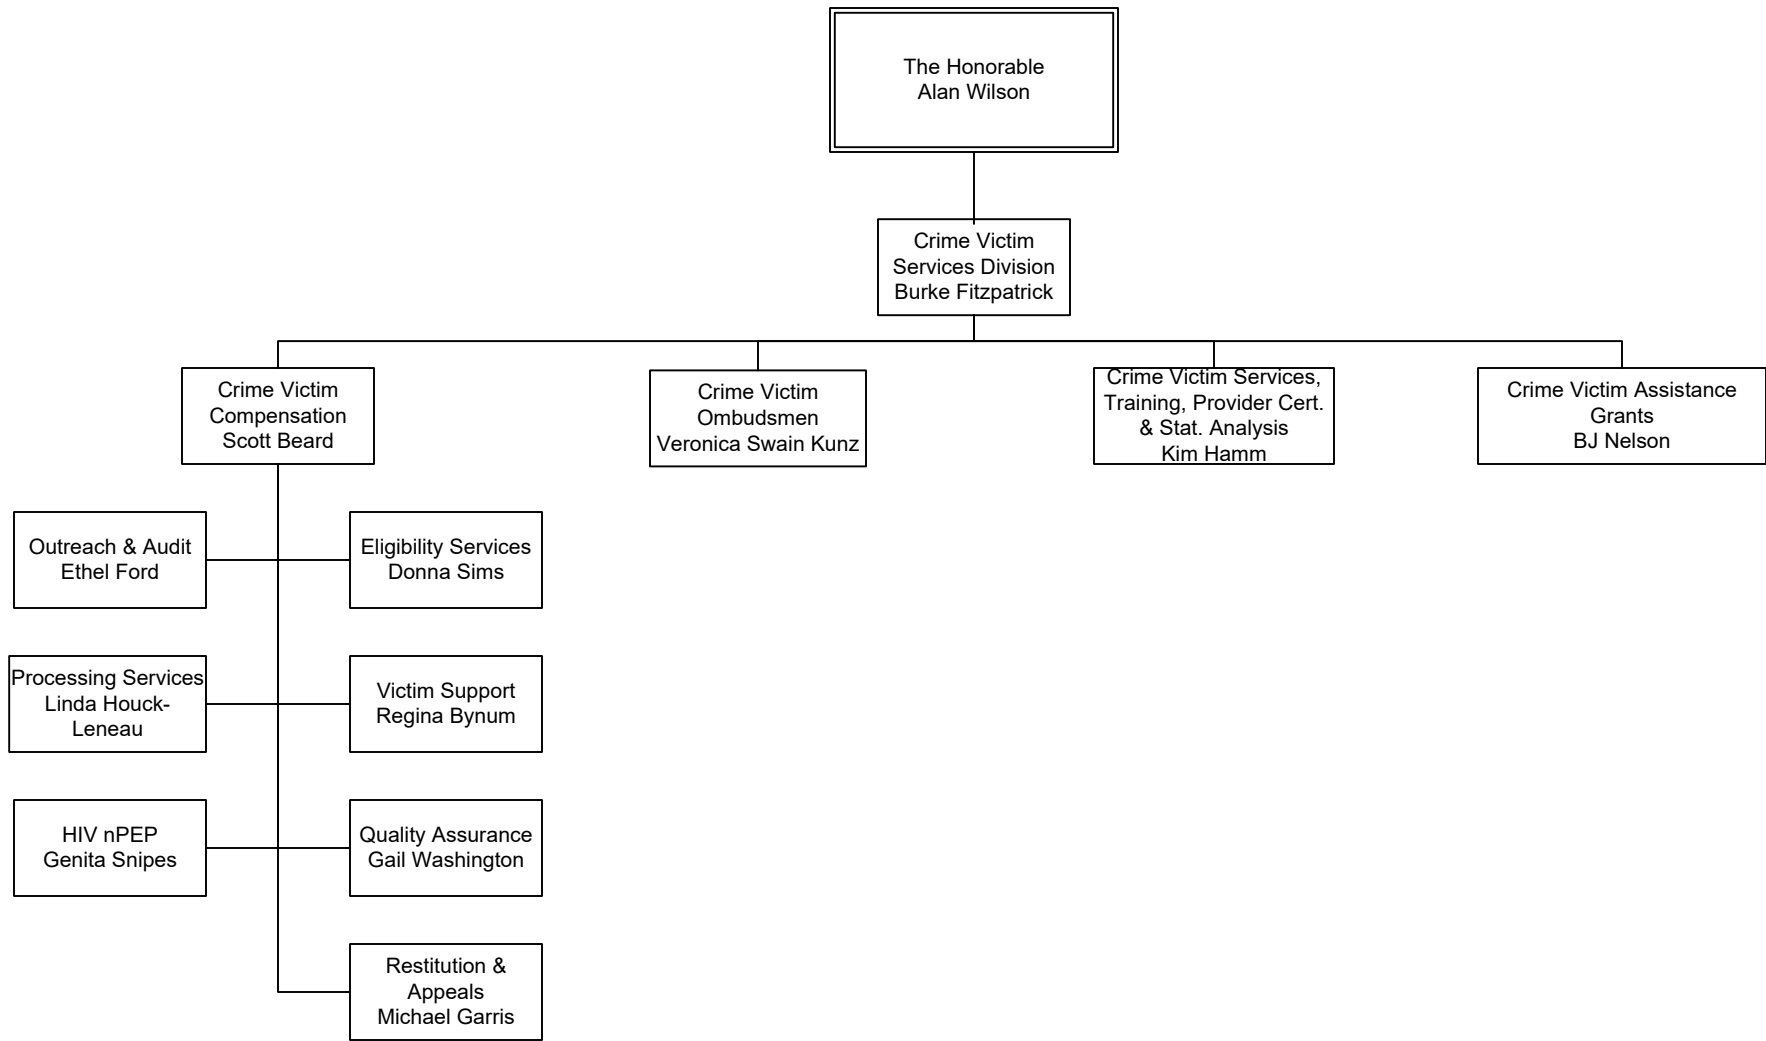 The Honorable
Alan Wilson
Crime Victim
Services Division
Burke Fitzpatrick
Crime Victim
Compensation
Scott Beard
Crime Victim
Ombudsmen
Veronica Swain Kunz
Crime Victim Services,
Training, Provider Cert.
& Stat. Analysis
Kim Hamm
Crime Victim Assistance
Grants
BJ Nelson
Outreach & Audit
Ethel Ford
Eligibility Services
Donna Sims
Processing Services
Linda Houck-
Leneau
Victim Support
Regina Bynum
HIV nPEP
Genita Snipes
Quality Assurance
Gail Washington
Restitution &
Appeals
Michael Garris